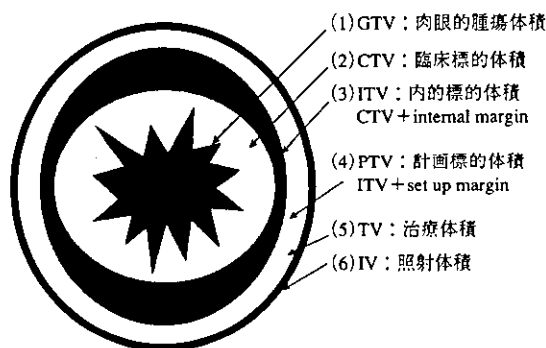 (1) GTV：肉眼的腫瘍体積
(2) CTV：臨床標的体積
(3) ITV：内的標的体積
CTV＋internal margin
(4) PTV：計画標的体積
ITV＋set up margin
(5) TV：治療体積
(6) IV：照射体積